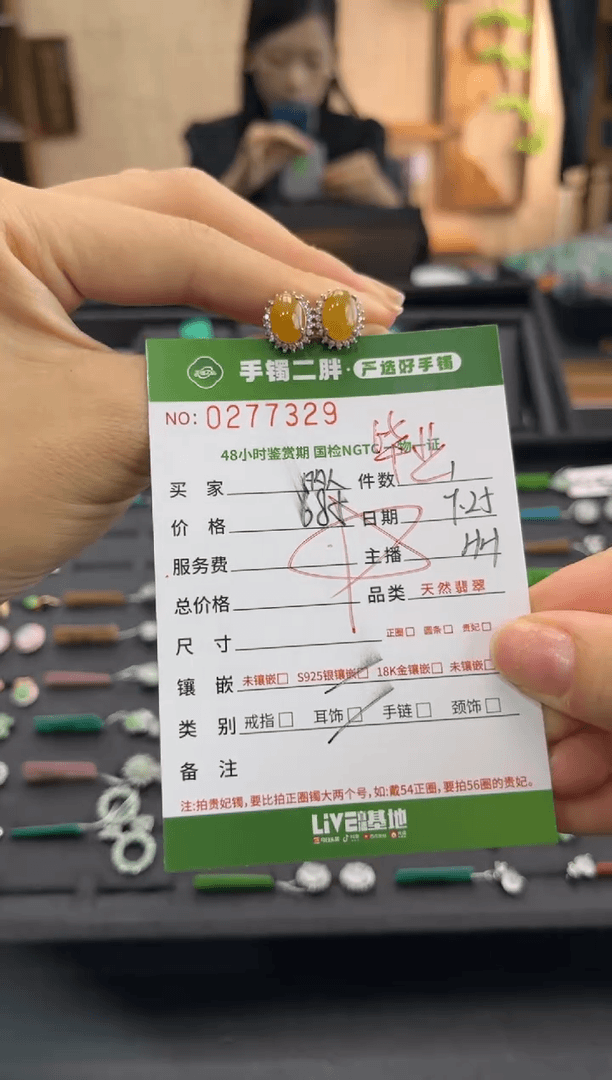 手镯二胖·严选好手镯
NO: 0277329
48小时鉴赏期 国检NGTC 一物一证
毕业
买 家 件数 1
价 格 日期 7.25
服务费 主播
总价格 品类 天然翡翠
尺 寸 正圈□ 圆条□ 贵妃□
镶 嵌 未镶嵌□ S925银镶嵌□ 18K金镶嵌□ 未镶嵌□
类 别 戒指□ 耳饰□ 手链□ 颈饰□
备 注
注:拍贵妃镯,要比拍正圈镯大两个号,如:戴54正圈,要拍56圈的贵妃。
LiVE基地